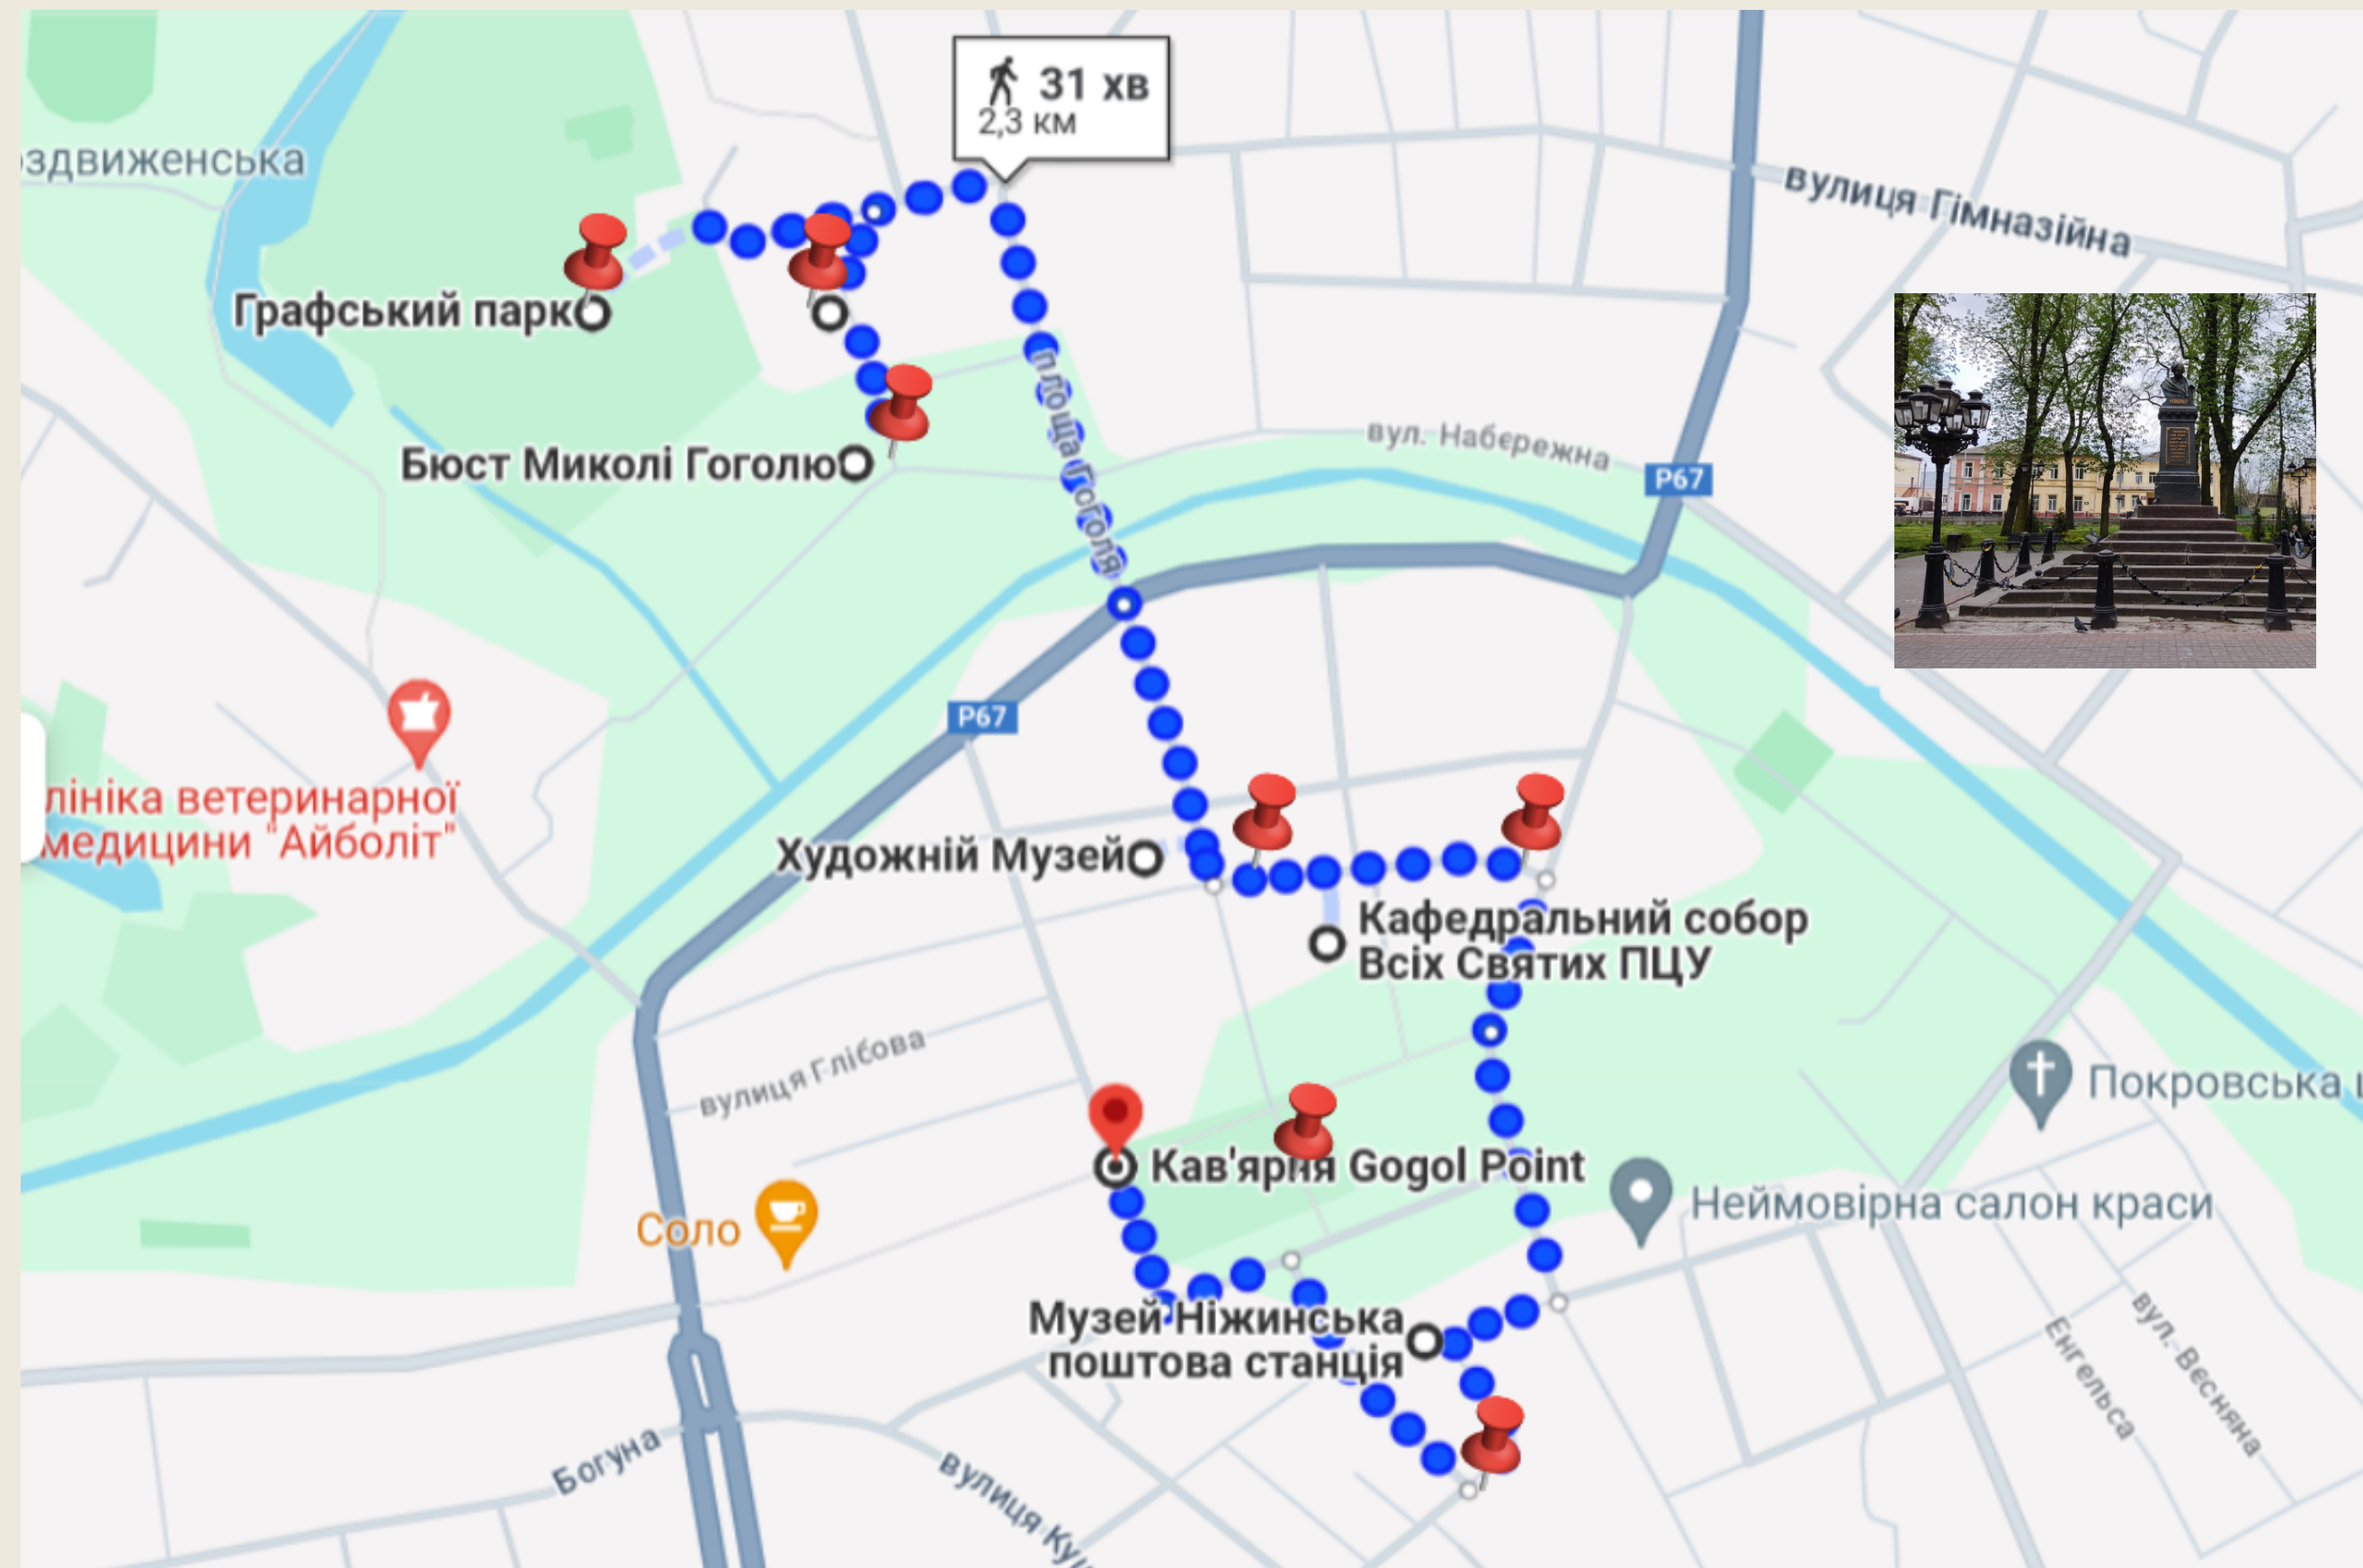 31 хв
2,3 км
здвиженська
вулиця Гімназійна
Графський парк
площа Гоголя
вул. Набережна
Бюст Миколі Гоголю
P67
P67
лініка ветеринарної
медицини "Айболіт"
Художній Музей
Кафедральний собор
Всіх Святих ПЦУ
вулиця Глібова
Покровська
Кав'ярня Gogol Point
Неймовірна салон краси
Соло
Музей Ніжинська
поштова станція
Енгельса
вул. Весняна
Богуна
вулиця